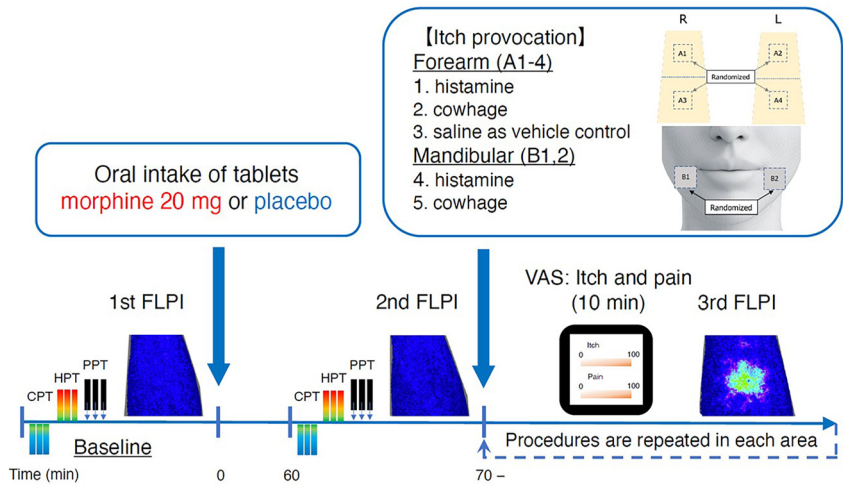 【Itch provocation】
Forearm (A1-4)
1. histamine
2. cowhage
3. saline as vehicle control
Mandibular (B1,2)
4. histamine
5. cowhage
R
L
A1
A2
Randomized
A3
A4
B1
B2
Randomized
Oral intake of tablets
morphine 20 mg or placebo
1st FLPI
2nd FLPI
VAS: Itch and pain
(10 min)
3rd FLPI
CPT
HPT
PPT
CPT
HPT
PPT
Itch
0
100
Pain
0
100
Baseline
Procedures are repeated in each area
Time (min)
0
60
70 –